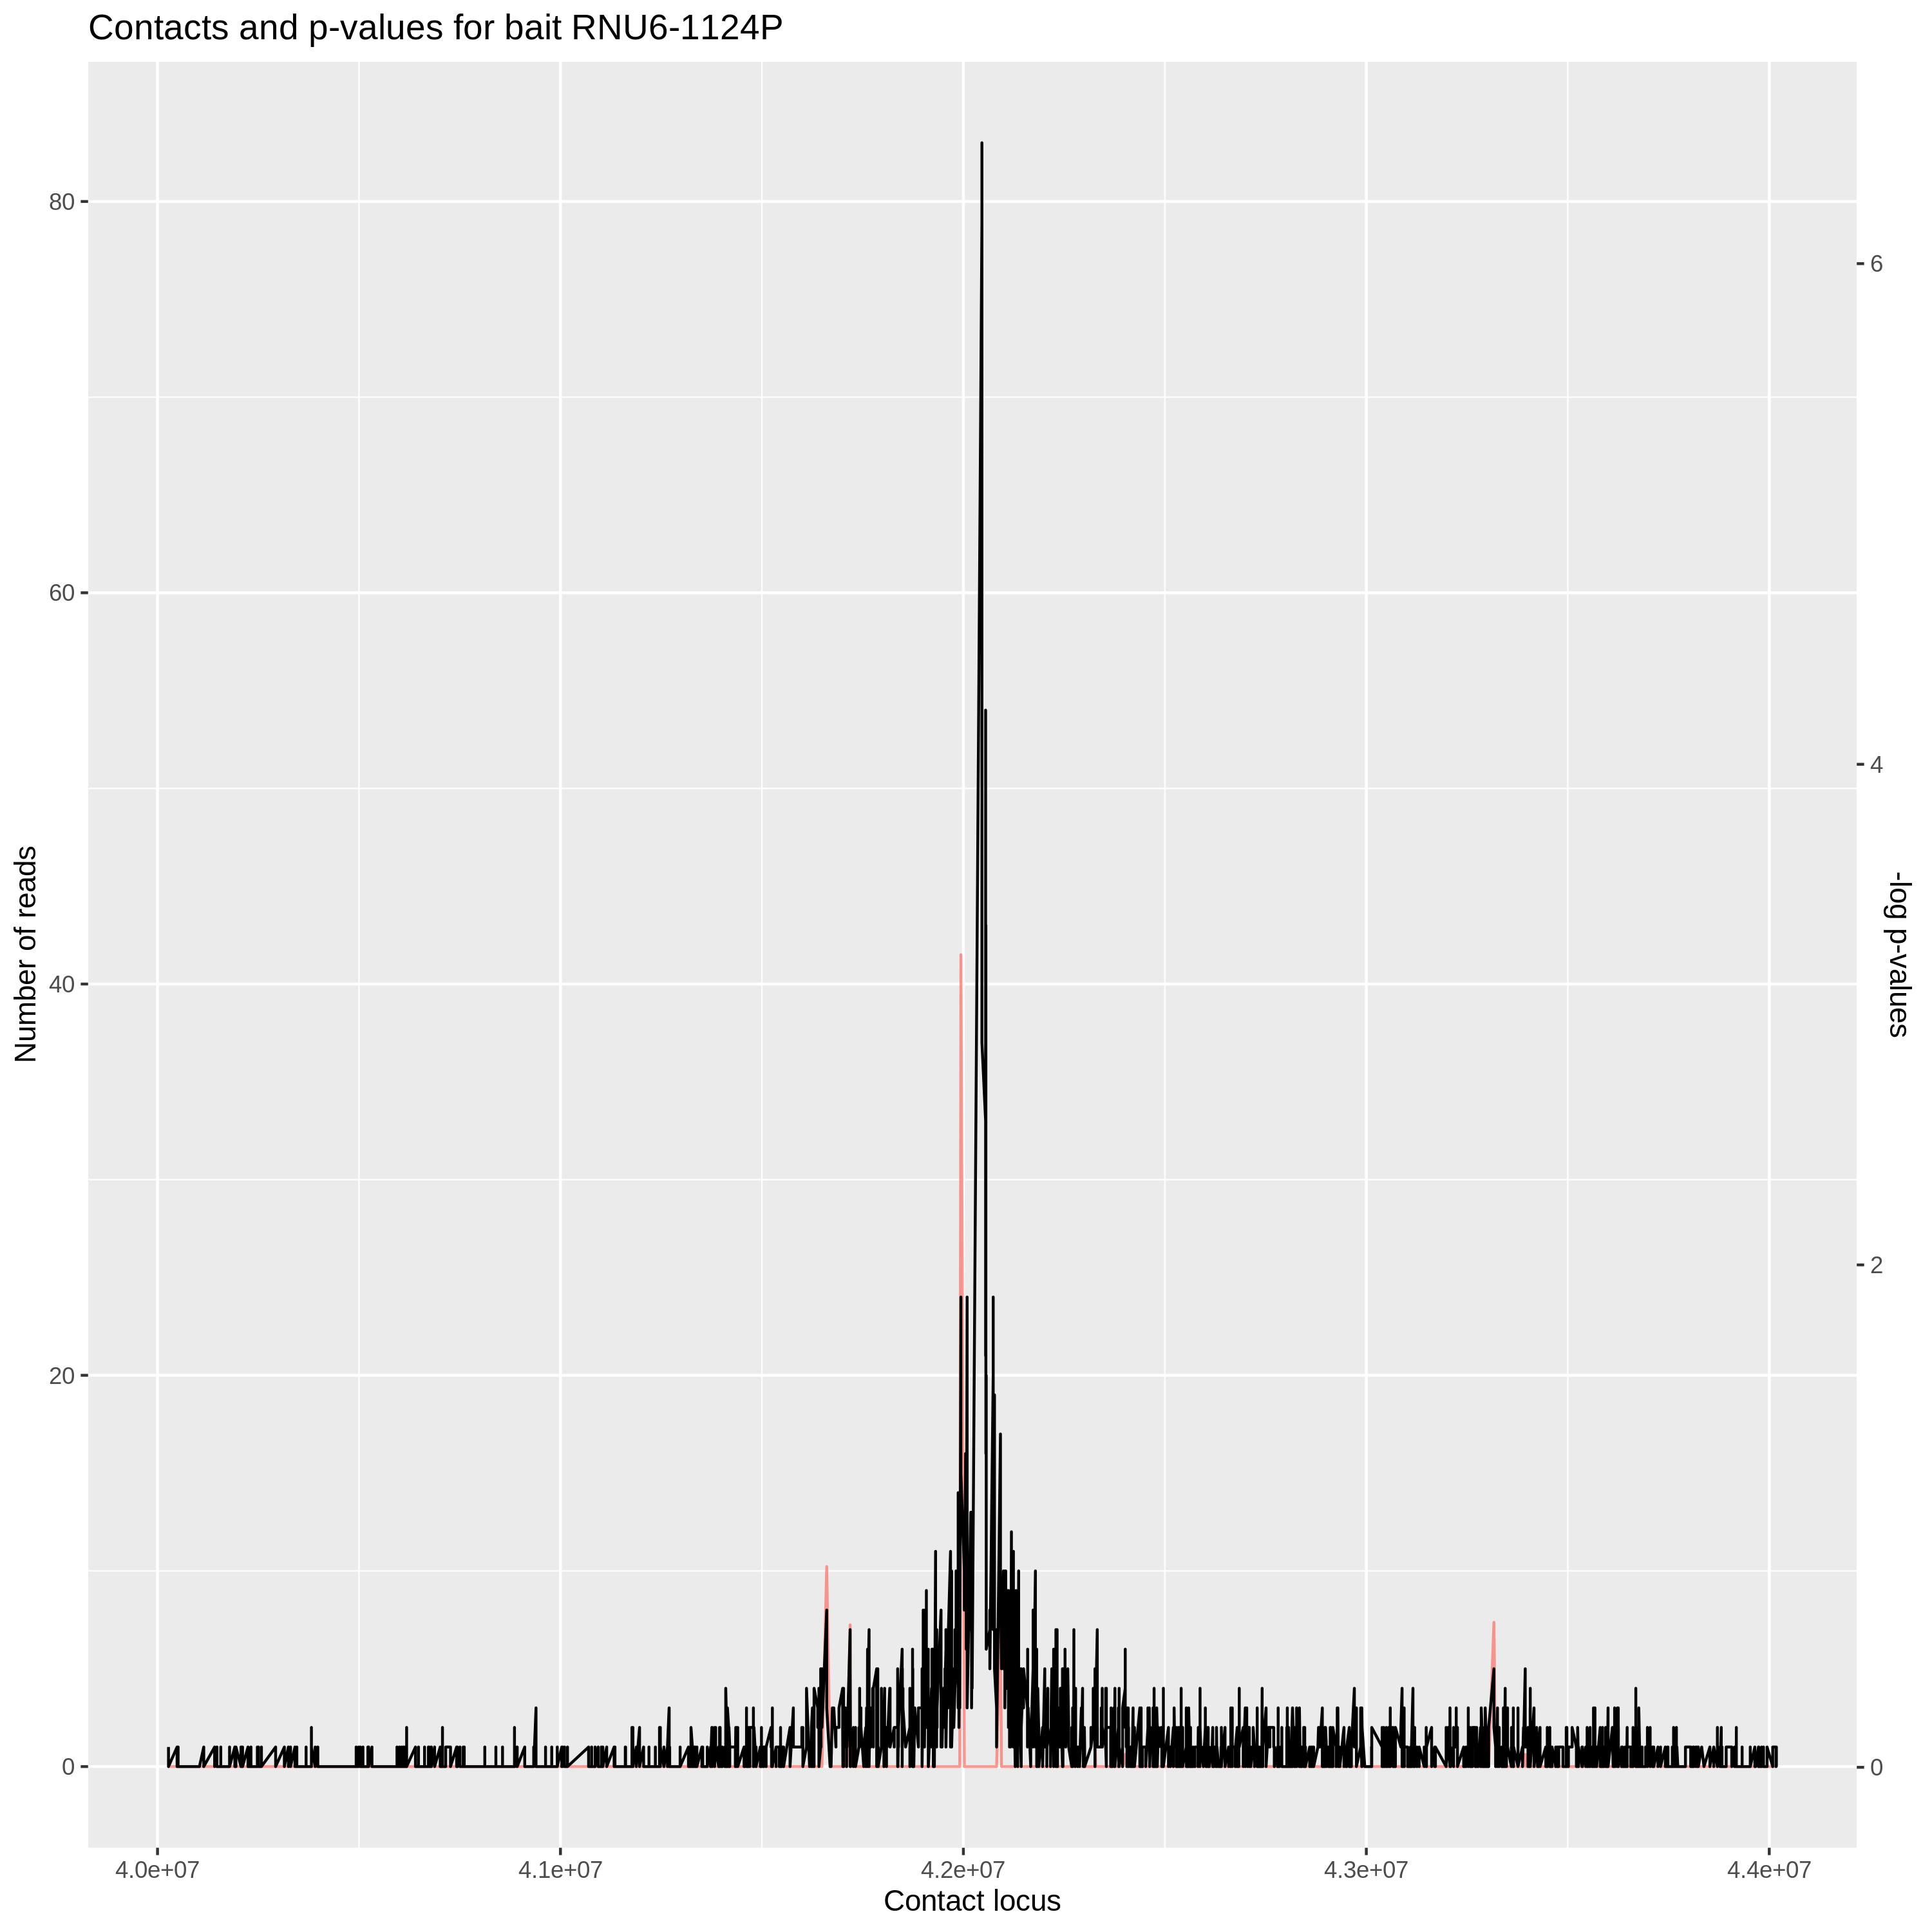 Contacts and p-values for bait RNU6-1124P
80
60
40
20
0
6
4
2
0
Number of reads
-log p-values
4.0e+07
4.1e+07
4.2e+07
4.3e+07
4.4e+07
Contact locus